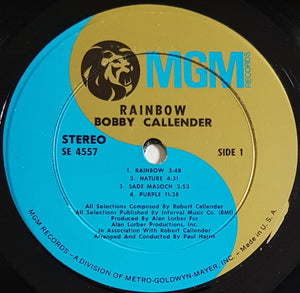 MGM
RECORDS
RAINBOW
BOBBY CALLENDER
STEREO
SE 4557
SIDE 1
1. RAINBOW 3:48
2. NATURE 4:31
3. SADE MASOCH 2:53
4. PURPLE 11:38
All Selections Composed By Robert Callender
All Selections Published By Interval Music Co. (BMI)
Produced By Alan Lorber For
Alan Lorber Productions, Inc.
In Association With Robert Callender
Arranged And Conducted By Paul Harris
MGM RECORDS - A DIVISION OF METRO-GOLDWYN-MAYER, INC. - Made in U.S.A.